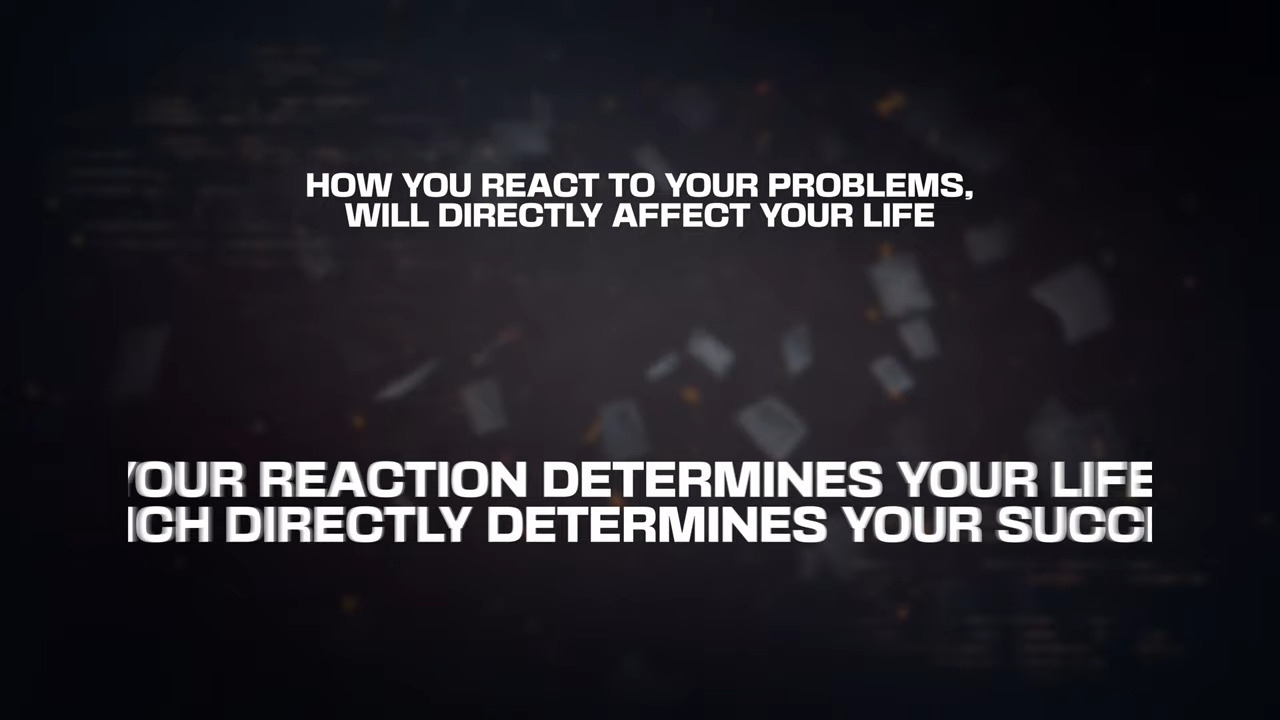 HOW YOU REACT TO YOUR PROBLEMS,
WILL DIRECTLY AFFECT YOUR LIFE
REACTION DETERMINES YOUR LIFE
DIRECTLY DETERMINES YOUR